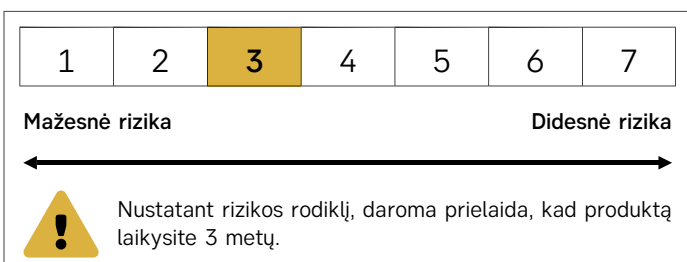 1 2 3 4 5 6 7
Mažesnė rizika Didesnė rizika
Nustatant rizikos rodiklį, daroma prielaida, kad produktą
laikysite 3 metų.